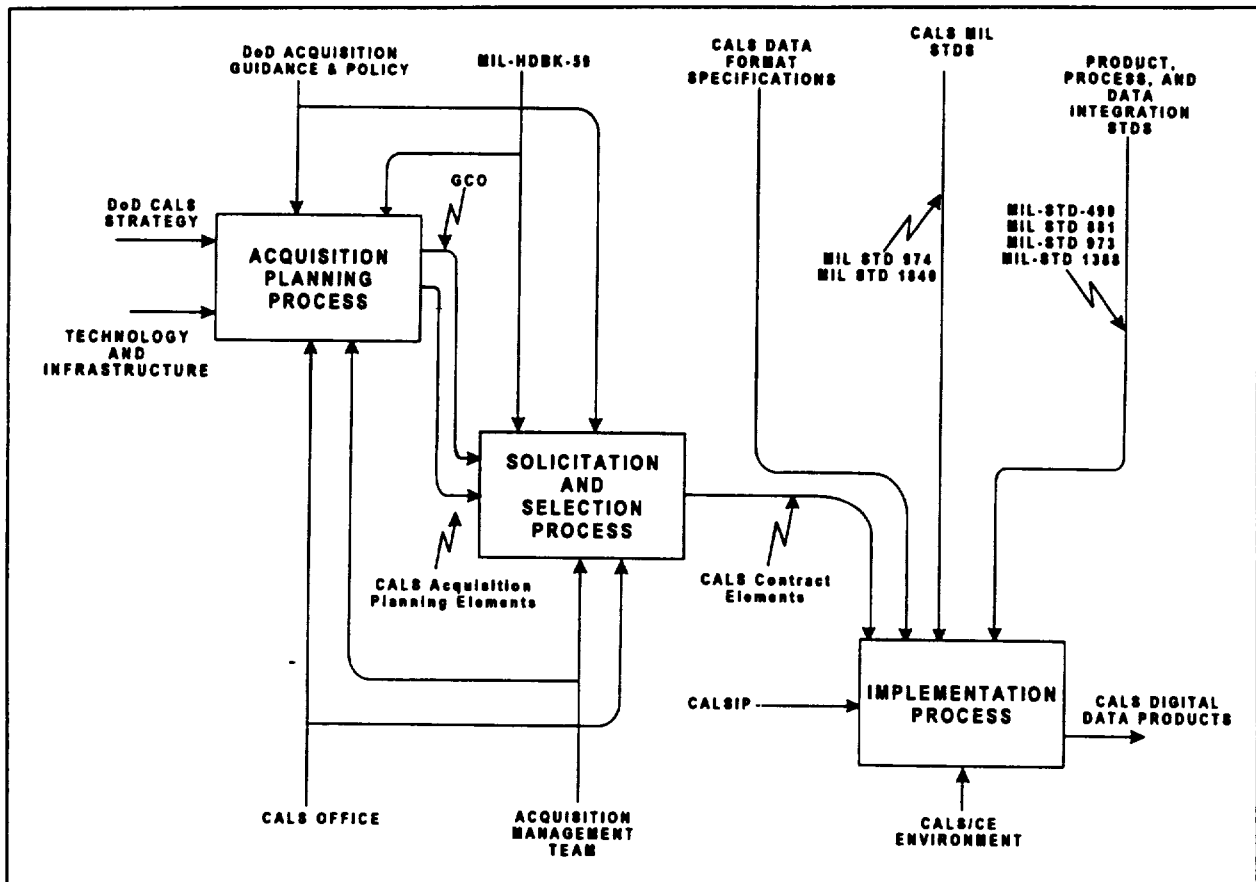 DoD ACQUISITION
GUIDANCE & POLICY
MIL-HDBK-59
CALS DATA
FORMAT
SPECIFICATIONS
CALS MIL
STDS
PRODUCT,
PROCESS, AND
DATA
INTEGRATION
STDS
GCO
DoD CALS
STRATEGY
ACQUISITION
PLANNING
PROCESS
TECHNOLOGY
AND
INFRASTRUCTURE
MIL STD 974
MIL STD 1840
MIL-STD-498
MIL-STD 881
MIL-STD 973
MIL-STD 1388
SOLICITATION
AND
SELECTION
PROCESS
CALS Acquisition
Planning Elements
CALS Contract
Elements
CALSIP
IMPLEMENTATION
PROCESS
CALS DIGITAL
DATA PRODUCTS
CALS OFFICE
ACQUISITION
MANAGEMENT
TEAM
CALS/CE
ENVIRONMENT